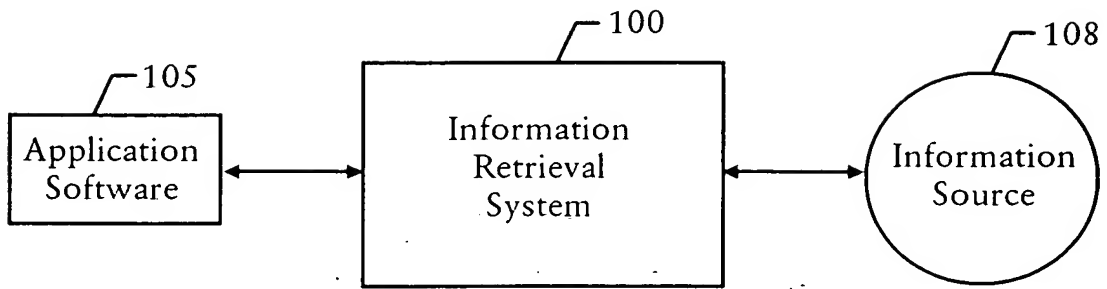 100
108
105
Application
Software
Information
Retrieval
System
Information
Source